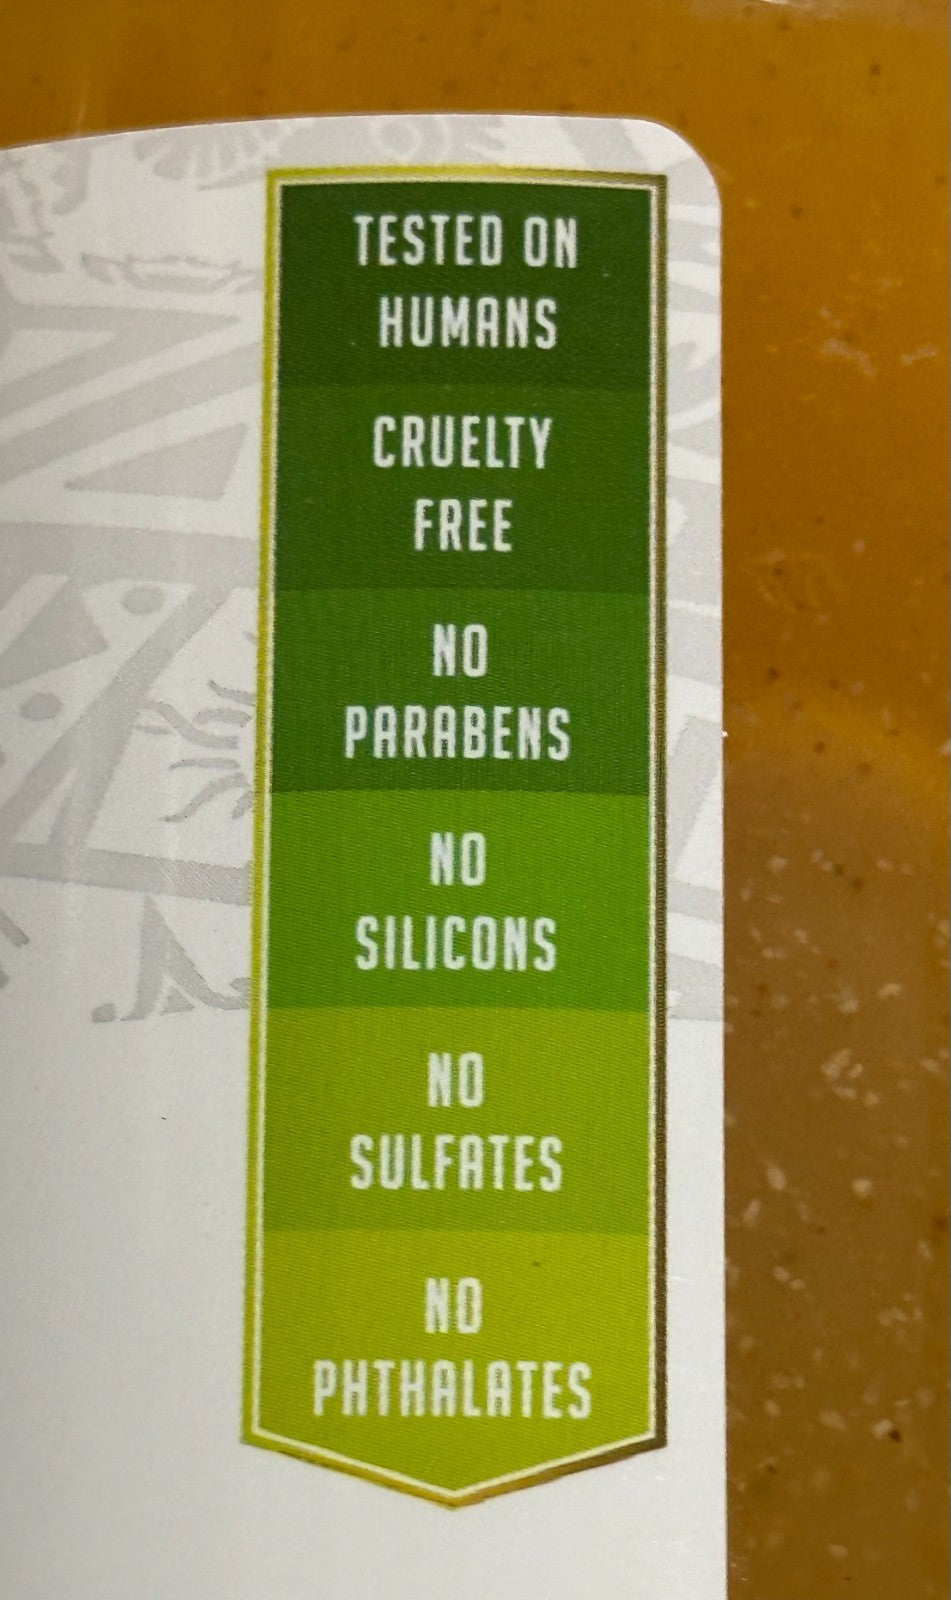 TESTED ON
HUMANS
CRUELTY
FREE
NO
PARABENS
NO
SILICONS
NO
SULFATES
NO
PHTHALATES